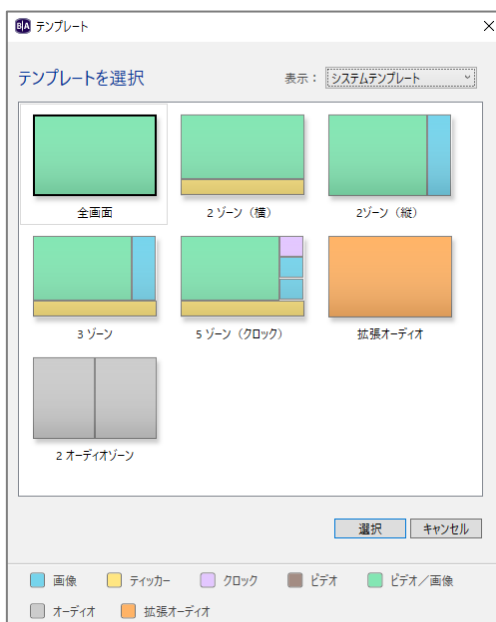 B|A テンプレート
テンプレートを選択
表示： システムテンプレート
全画面
2 ゾーン（横）
2ゾーン（縦）
3 ゾーン
5 ゾーン（クロック）
拡張オーディオ
2 オーディオゾーン
選択 キャンセル
画像 ティッカー クロック ビデオ ビデオ／画像
オーディオ 拡張オーディオ